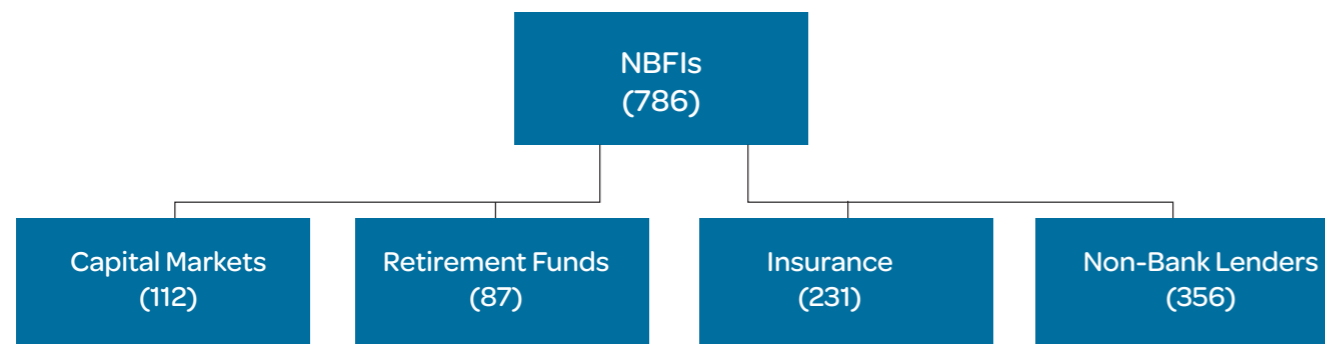 NBFIs
(786)
Capital Markets
(112)
Retirement Funds
(87)
Insurance
(231)
Non-Bank Lenders
(356)